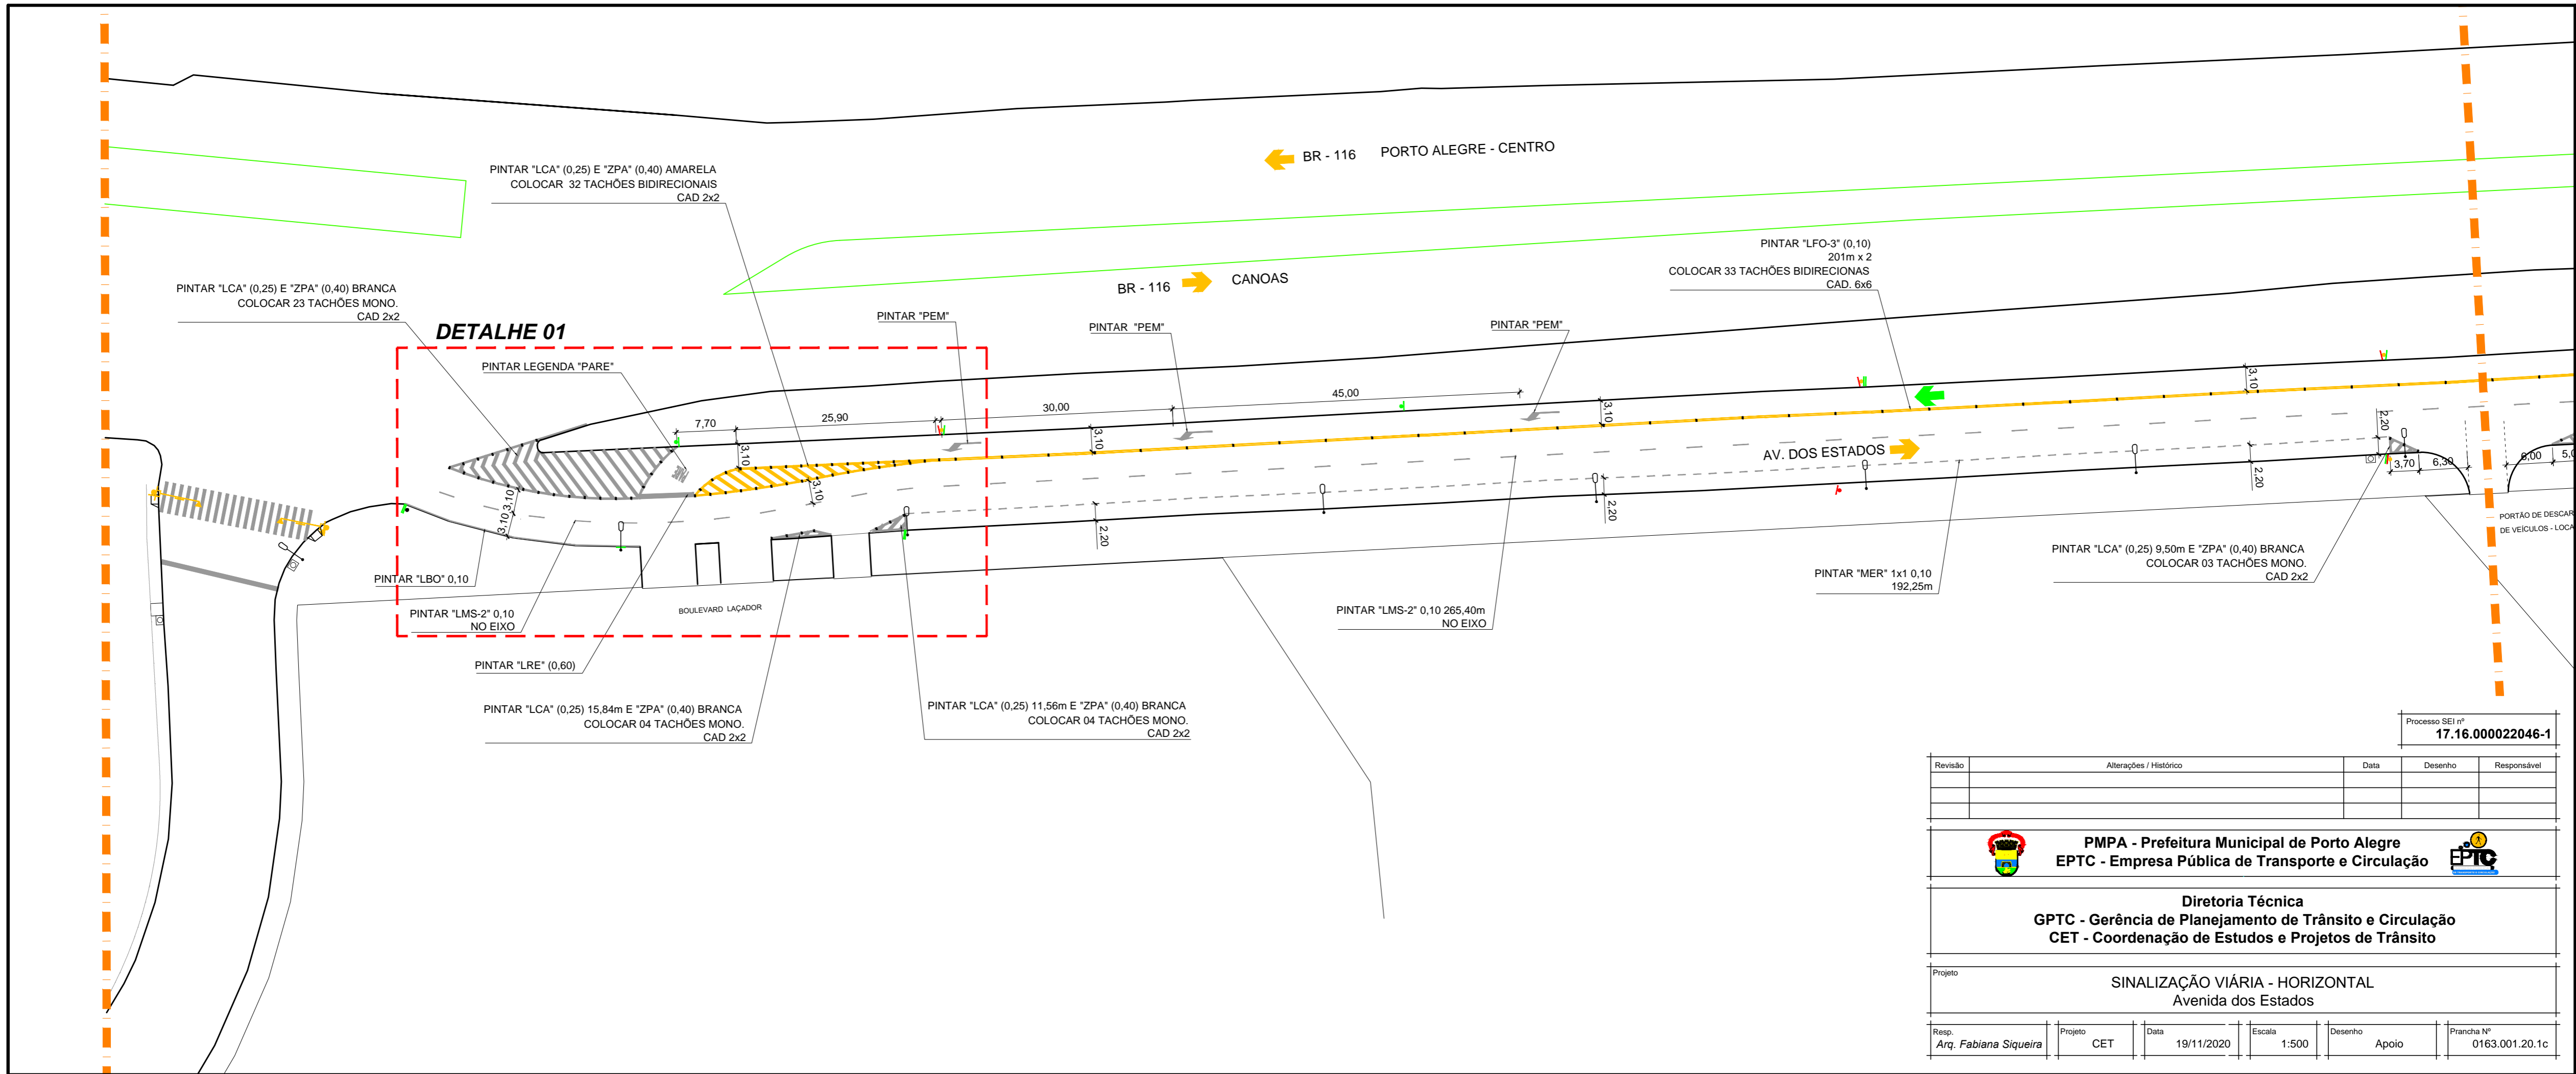 BR - 116 PORTO ALEGRE - CENTRO
PINTAR "LCA" (0,25) E "ZPA" (0,40) AMARELA
COLOCAR 32 TACHÕES BIDIRECIONAIS
CAD 2x2
PINTAR "LFO-3" (0,10)
201m x 2
COLOCAR 33 TACHÕES BIDIRECIONAS
CAD. 6x6
BR - 116
CANOAS
PINTAR "LCA" (0,25) E "ZPA" (0,40) BRANCA
COLOCAR 23 TACHÕES MONO.
CAD 2x2
DETALHE 01
PINTAR "PEM"
PINTAR "PEM"
PINTAR "PEM"
PINTAR LEGENDA "PARE"
7,70
25,90
30,00
45,00
3,10
3,10
3,10
3,10
3,10
3,10
3,10
2,20
2,20
2,20
2,20
AV. DOS ESTADOS
3,70
6,30
6,00
5,0
PORTÃO DE DESCAR
DE VEÍCULOS - LOCA
PINTAR "LBO" 0,10
PINTAR "LMS-2" 0,10
NO EIXO
BOULEVARD LAÇADOR
PINTAR "LMS-2" 0,10 265,40m
NO EIXO
PINTAR "MER" 1x1 0,10
192,25m
PINTAR "LCA" (0,25) 9,50m E "ZPA" (0,40) BRANCA
COLOCAR 03 TACHÕES MONO.
CAD 2x2
PINTAR "LRE" (0,60)
PINTAR "LCA" (0,25) 15,84m E "ZPA" (0,40) BRANCA
COLOCAR 04 TACHÕES MONO.
CAD 2x2
PINTAR "LCA" (0,25) 11,56m E "ZPA" (0,40) BRANCA
COLOCAR 04 TACHÕES MONO.
CAD 2x2
Processo SEI nº
17.16.000022046-1
Revisão Alterações / Histórico Data Desenho Responsável
PMPA - Prefeitura Municipal de Porto Alegre
EPTC - Empresa Pública de Transporte e Circulação
EPTC
Diretoria Técnica
GPTC - Gerência de Planejamento de Trânsito e Circulação
CET - Coordenação de Estudos e Projetos de Trânsito
Projeto
SINALIZAÇÃO VIÁRIA - HORIZONTAL
Avenida dos Estados
Resp. Projeto Data Escala Desenho Prancha Nº
Arq. Fabiana Siqueira CET 19/11/2020 1:500 Apoio 0163.001.20.1c